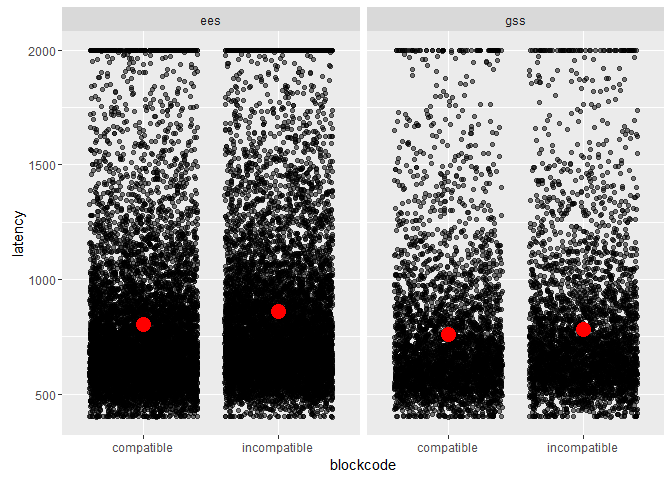 ees
gss
latency
2000
1500
1000
500
compatible
incompatible
compatible
incompatible
blockcode